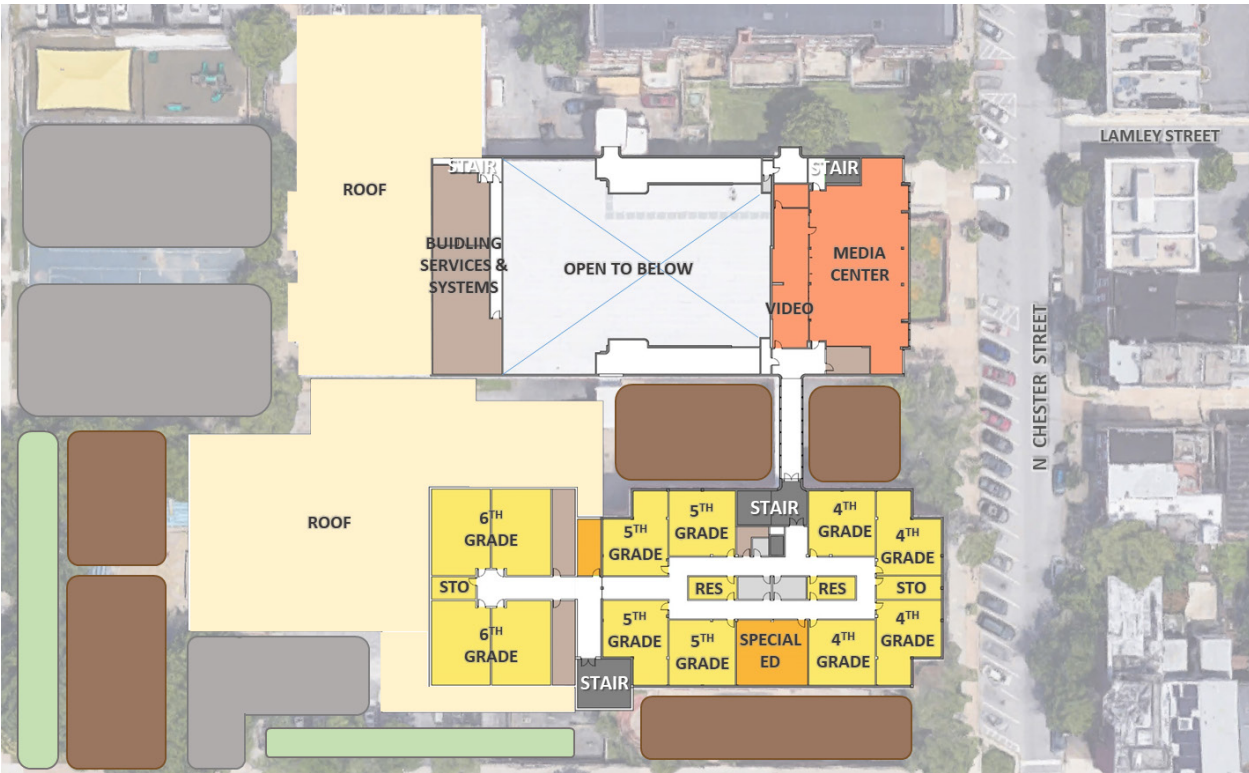 LAMLEY STREET
STAIR
STAIR
ROOF
BUIDLING
SERVICES &
SYSTEMS
OPEN TO BELOW
MEDIA
CENTER
VIDEO
N CHESTER STREET
STAIR
6TH
GRADE
5TH
GRADE
5TH
GRADE
4TH
GRADE
4TH
GRADE
ROOF
STO
RES
RES
STO
6TH
GRADE
5TH
GRADE
5TH
GRADE
SPECIAL
ED
4TH
GRADE
4TH
GRADE
STAIR